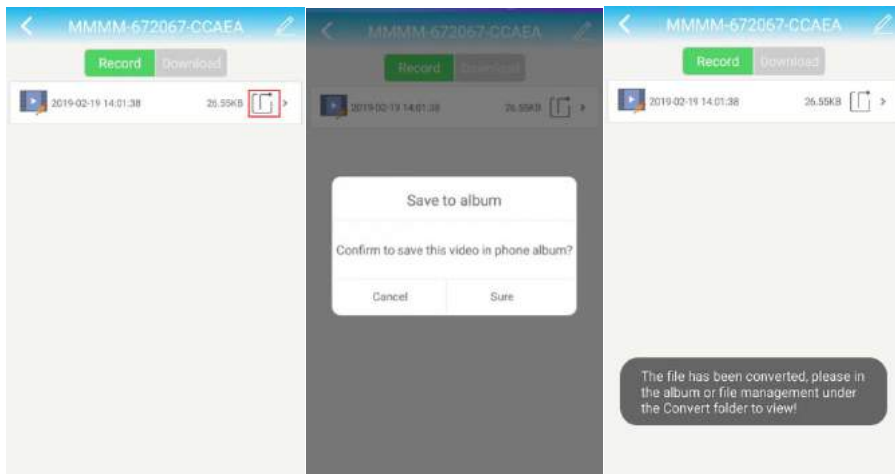 MMMM-672067-CCAEA
Record Download
2019-02-19 14:01:38 26.55KB
MMMM-672067-CCAEA
Record Download
2019-02-19 14:01:38 26.55KB
Save to album
Confirm to save this video in phone album?
Cancel Sure
MMMM-672067-CCAEA
Record Download
2019-02-19 14:01:38 26.55KB
The file has been converted, please in
the album or file management under
the Convert folder to view!